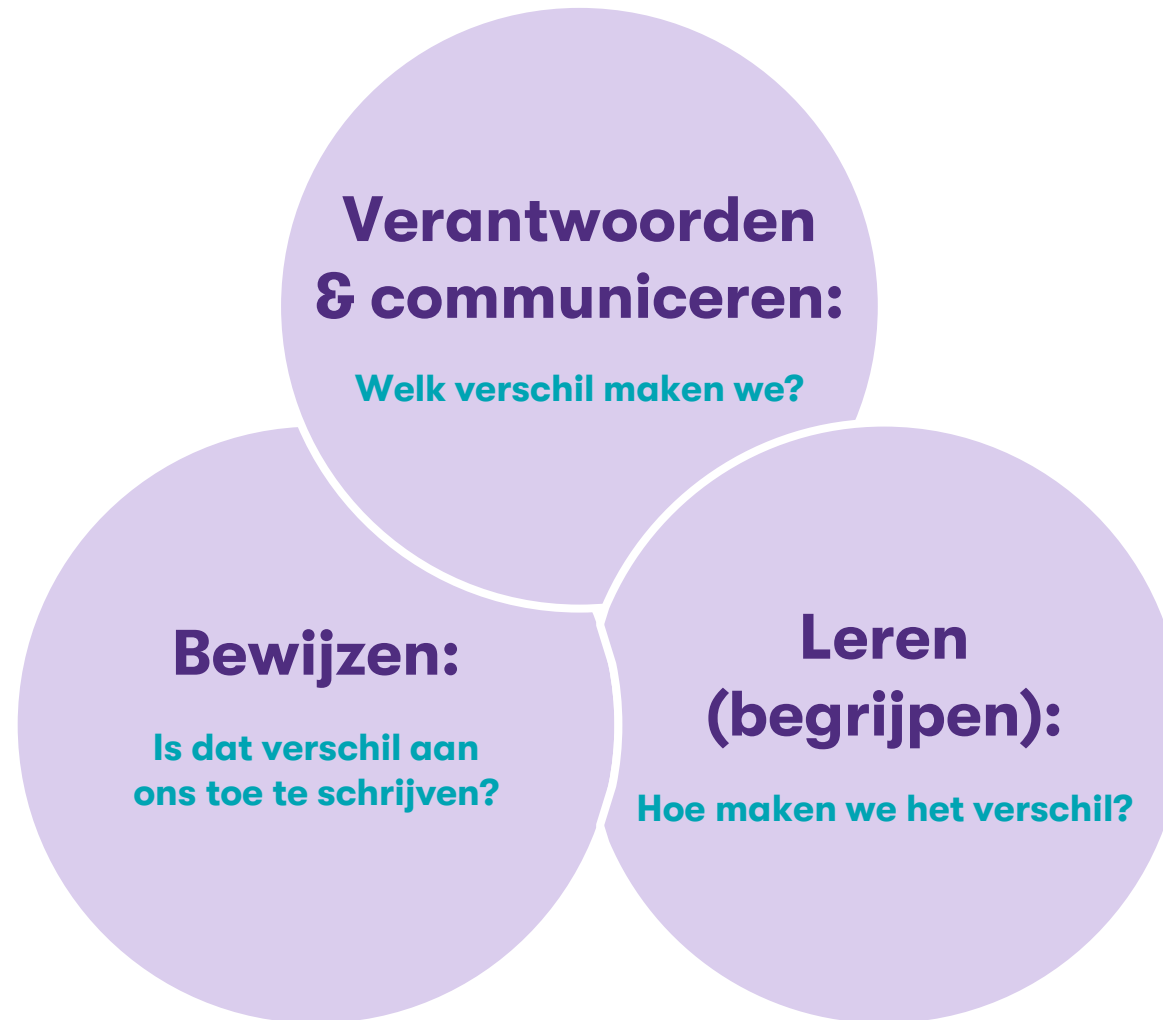 Verantwoorden
& communiceren:
Welk verschil maken we?
Bewijzen:
Is dat verschil aan
ons toe te schrijven?
Leren
(begrijpen):
Hoe maken we het verschil?